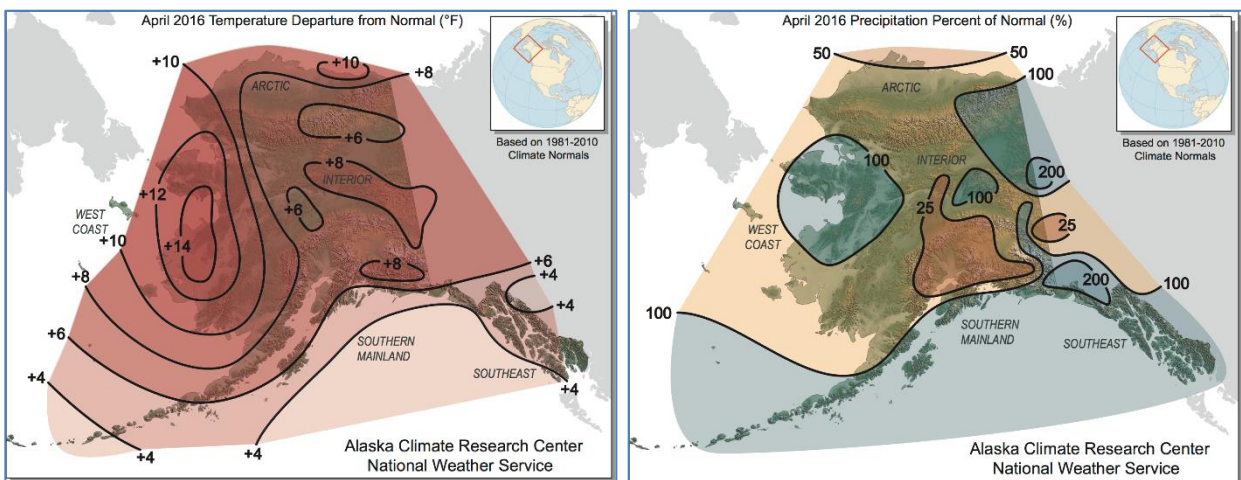 April 2016 Temperature Departure from Normal (°F)
+10
+10
+8
ARCTIC
Based on 1981-2010
Climate Normals
+6
+8
INTERIOR
+12
+6
WEST
COAST
+14
+10
+8
+8
+6
+4
+4
+6
SOUTHERN
MAINLAND
SOUTHEAST
+4
+4
+4
+4
Alaska Climate Research Center
National Weather Service
April 2016 Precipitation Percent of Normal (%)
50
50
100
ARCTIC
Based on 1981-2010
Climate Normals
100
INTERIOR
200
100
25
WEST
COAST
25
200
100
100
SOUTHERN
MAINLAND
SOUTHEAST
Alaska Climate Research Center
National Weather Service